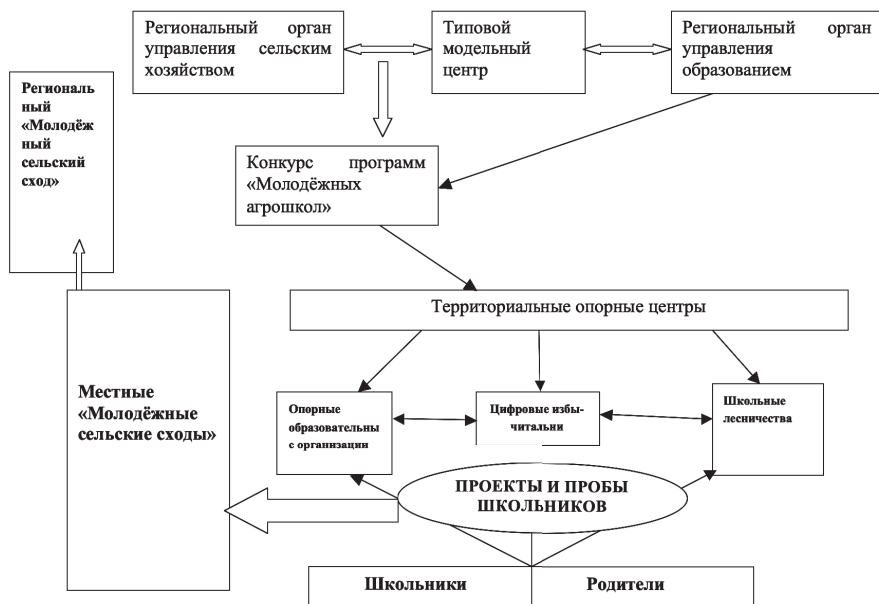 Региональный орган
управления сельским
хозяйством
Типовой
модельный
центр
Региональный орган
управления
образованием
Региональ
ный
«Молодёж
ный
сельский
сход»
Конкурс программ
«Молодёжных
агрошкол»
Территориальные опорные центры
Местные
«Молодёжные
сельские сходы»
Опорные
образовательны
е организации
Цифровые избы-
читальни
Школьные
лесничества
ПРОЕКТЫ И ПРОБЫ
ШКОЛЬНИКОВ
Школьники
Родители